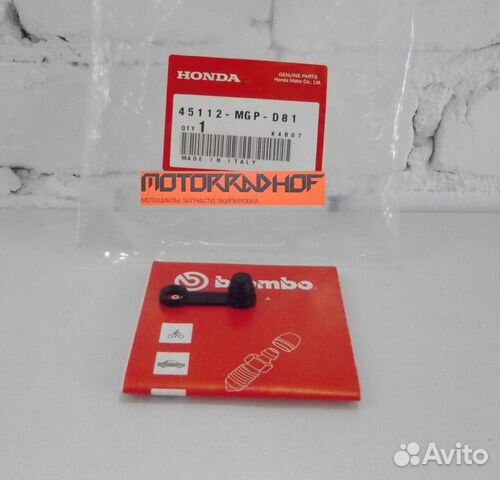 HONDA
GENUINE PARTS
Honda Motor Co., Ltd.
45112-MGP-D81
QTY 1
K4807
MADE IN ITALY
MOTORRADHOF
МОТОЦИКЛЫ, ЗАПЧАСТИ, ЭКИПИРОВКА
brembo
Avito